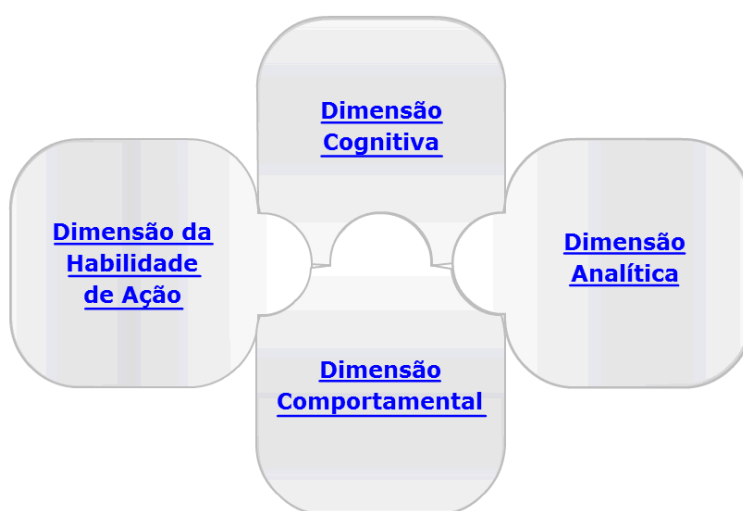 Dimensão
Cognitiva
Dimensão da
Habilidade
de Ação
Dimensão
Analítica
Dimensão
Comportamental